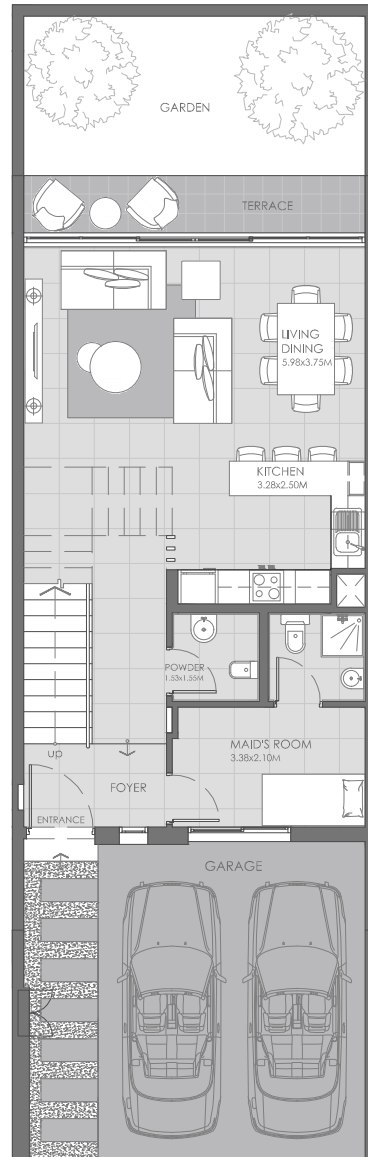 GARDEN
TERRACE
LIVING
DINING
5.98x3.75M
KITCHEN
3.28x2.50M
POWDER
1.53x1.55M
MAID'S ROOM
3.38x2.10M
up
FOYER
ENTRANCE
GARAGE